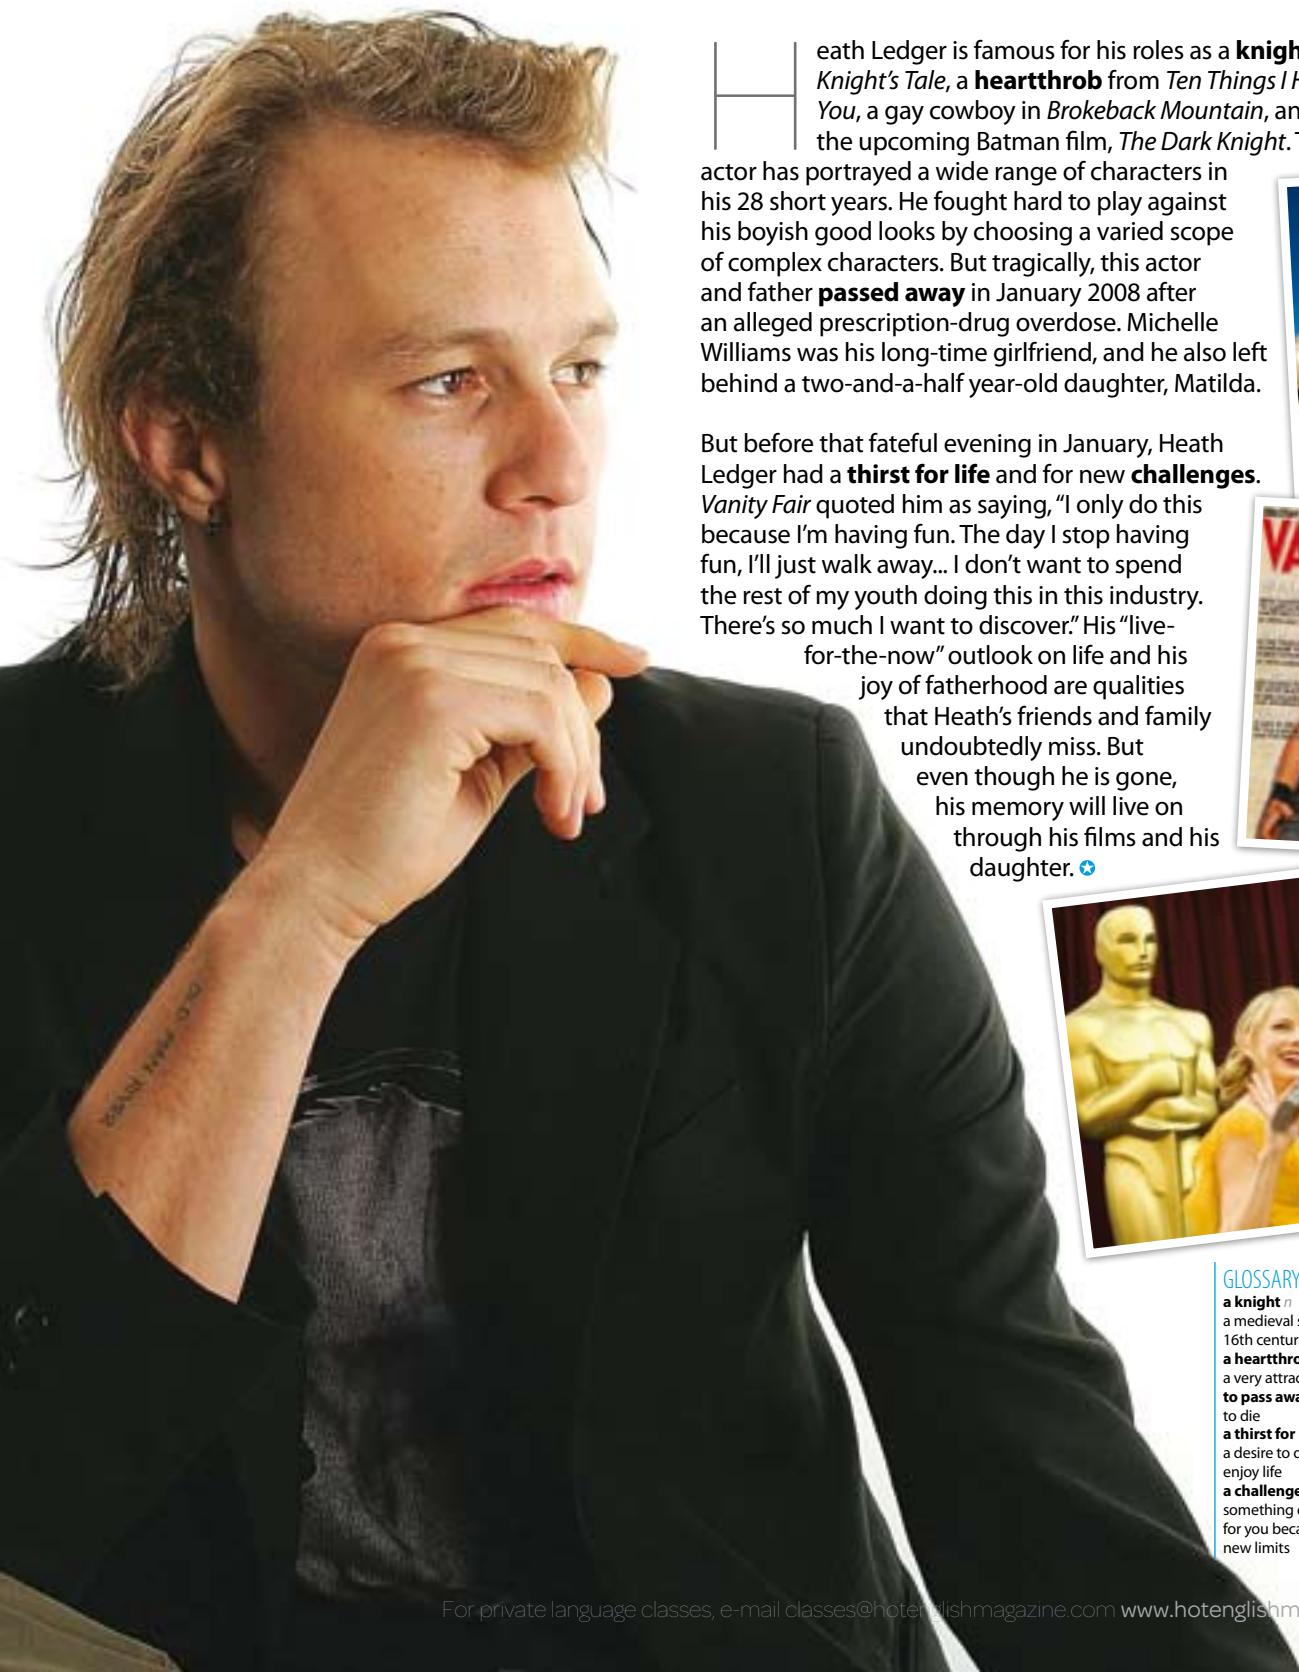 Heath Ledger is famous for his roles as a knigh
Knight's Tale, a heartthrob from Ten Things I H
You, a gay cowboy in Brokeback Mountain, an
the upcoming Batman film, The Dark Knight. T
actor has portrayed a wide range of characters in
his 28 short years. He fought hard to play against
his boyish good looks by choosing a varied scope
of complex characters. But tragically, this actor
and father passed away in January 2008 after
an alleged prescription-drug overdose. Michelle
Williams was his long-time girlfriend, and he also left
behind a two-and-a-half year-old daughter, Matilda.
But before that fateful evening in January, Heath
Ledger had a thirst for life and for new challenges.
Vanity Fair quoted him as saying, “I only do this
because I'm having fun. The day I stop having
fun, I'll just walk away... I don't want to spend
the rest of my youth doing this in this industry.
There's so much I want to discover.” His “live-
for-the-now” outlook on life and his
joy of fatherhood are qualities
that Heath's friends and family
undoubtedly miss. But
even though he is gone,
his memory will live on
through his films and his
daughter.
VA
OLD MAN RIVER
GLOSSARY
a knight n
a medieval s
16th centur
a heartthro
a very attrac
to pass awa
to die
a thirst for
a desire to d
enjoy life
a challenge
something
for you beca
new limits
For private language classes, e-mail classes@hotenglishmagazine.com www.hotenglishm